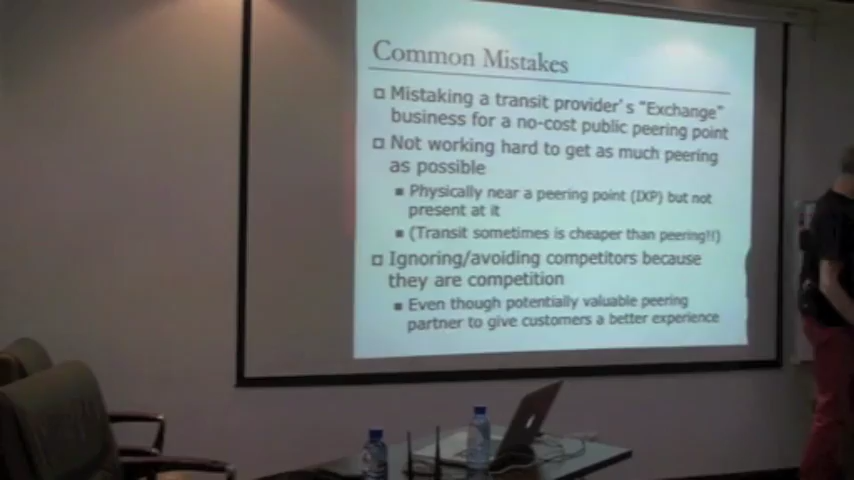 Common Mistakes
Mistaking a transit provider's "Exchange"
business for a no-cost public peering point
Not working hard to get as much peering
as possible
Physically near a peering point (IXP) but not
present at it
(Transit sometimes is cheaper than peering!!)
Ignoring/avoiding competitors because
they are competition
Even though potentially valuable peering
partner to give customers a better experience